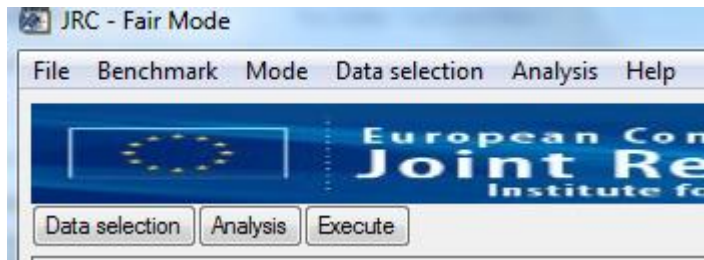 JRC - Fair Mode
File Benchmark Mode Data selection Analysis Help
European Con
Joint Re
Institute fo
Data selection Analysis Execute